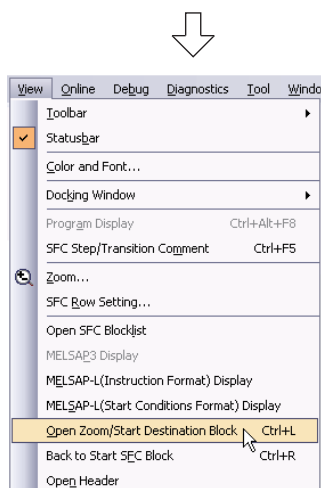 View Online Debug Diagnostics Tool Windo
Toolbar
Statusbar
Color and Font...
Docking Window
Program Display Ctrl+Alt+F8
SFC Step/Transition Comment Ctrl+F5
Zoom...
SFC Row Setting...
Open SFC Blocklist
MELSAP3 Display
MELSAP-L(Instruction Format) Display
MELSAP-L(Start Conditions Format) Display
Open Zoom/Start Destination Block Ctrl+L
Back to Start SFC Block Ctrl+R
Open Header